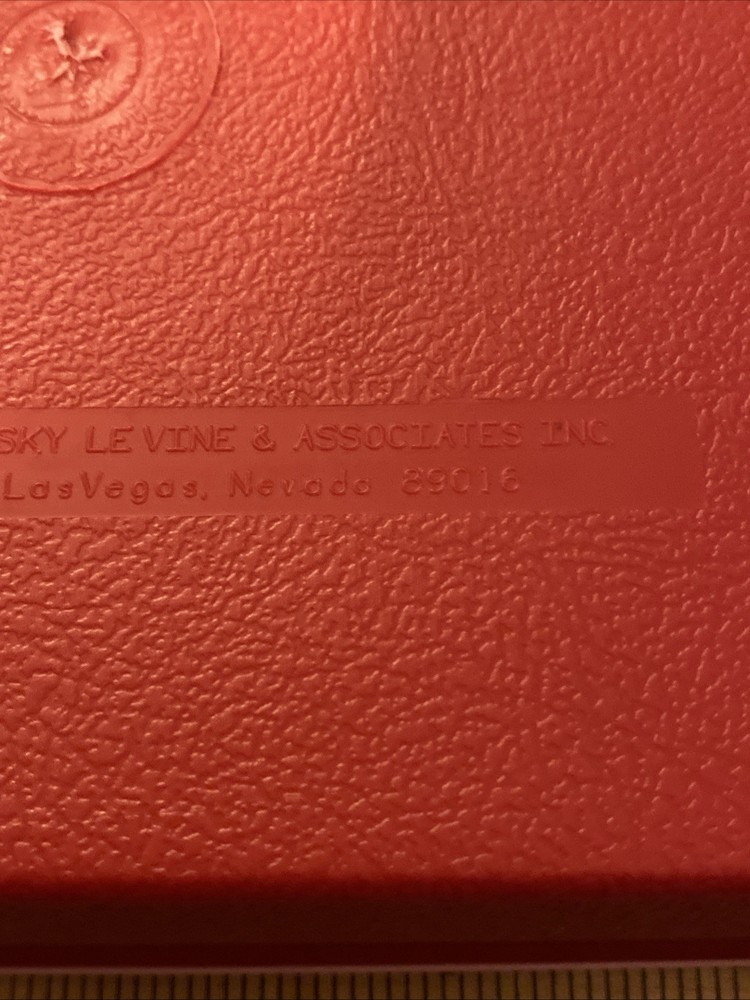 SKY LE VINE & ASSOCIATES INC.
LasVegas, Nevada 89016